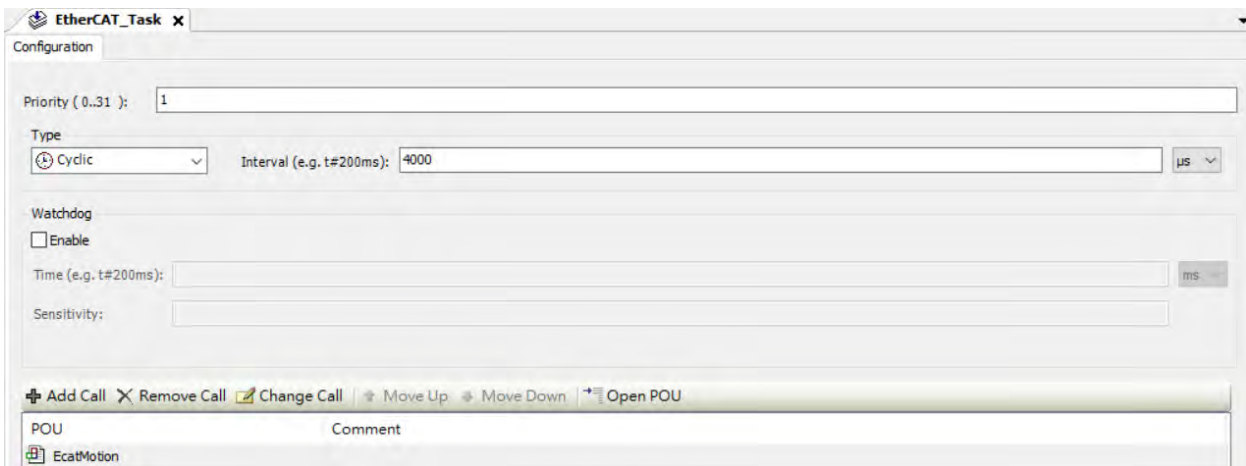 EtherCAT_Task x
Configuration
Priority ( 0..31 ): 1
Type
Cyclic Interval (e.g. t#200ms): 4000 µs
Watchdog
Enable
Time (e.g. t#200ms): ms
Sensitivity:
Add Call Remove Call Change Call Move Up Move Down Open POU
POU Comment
EcatMotion